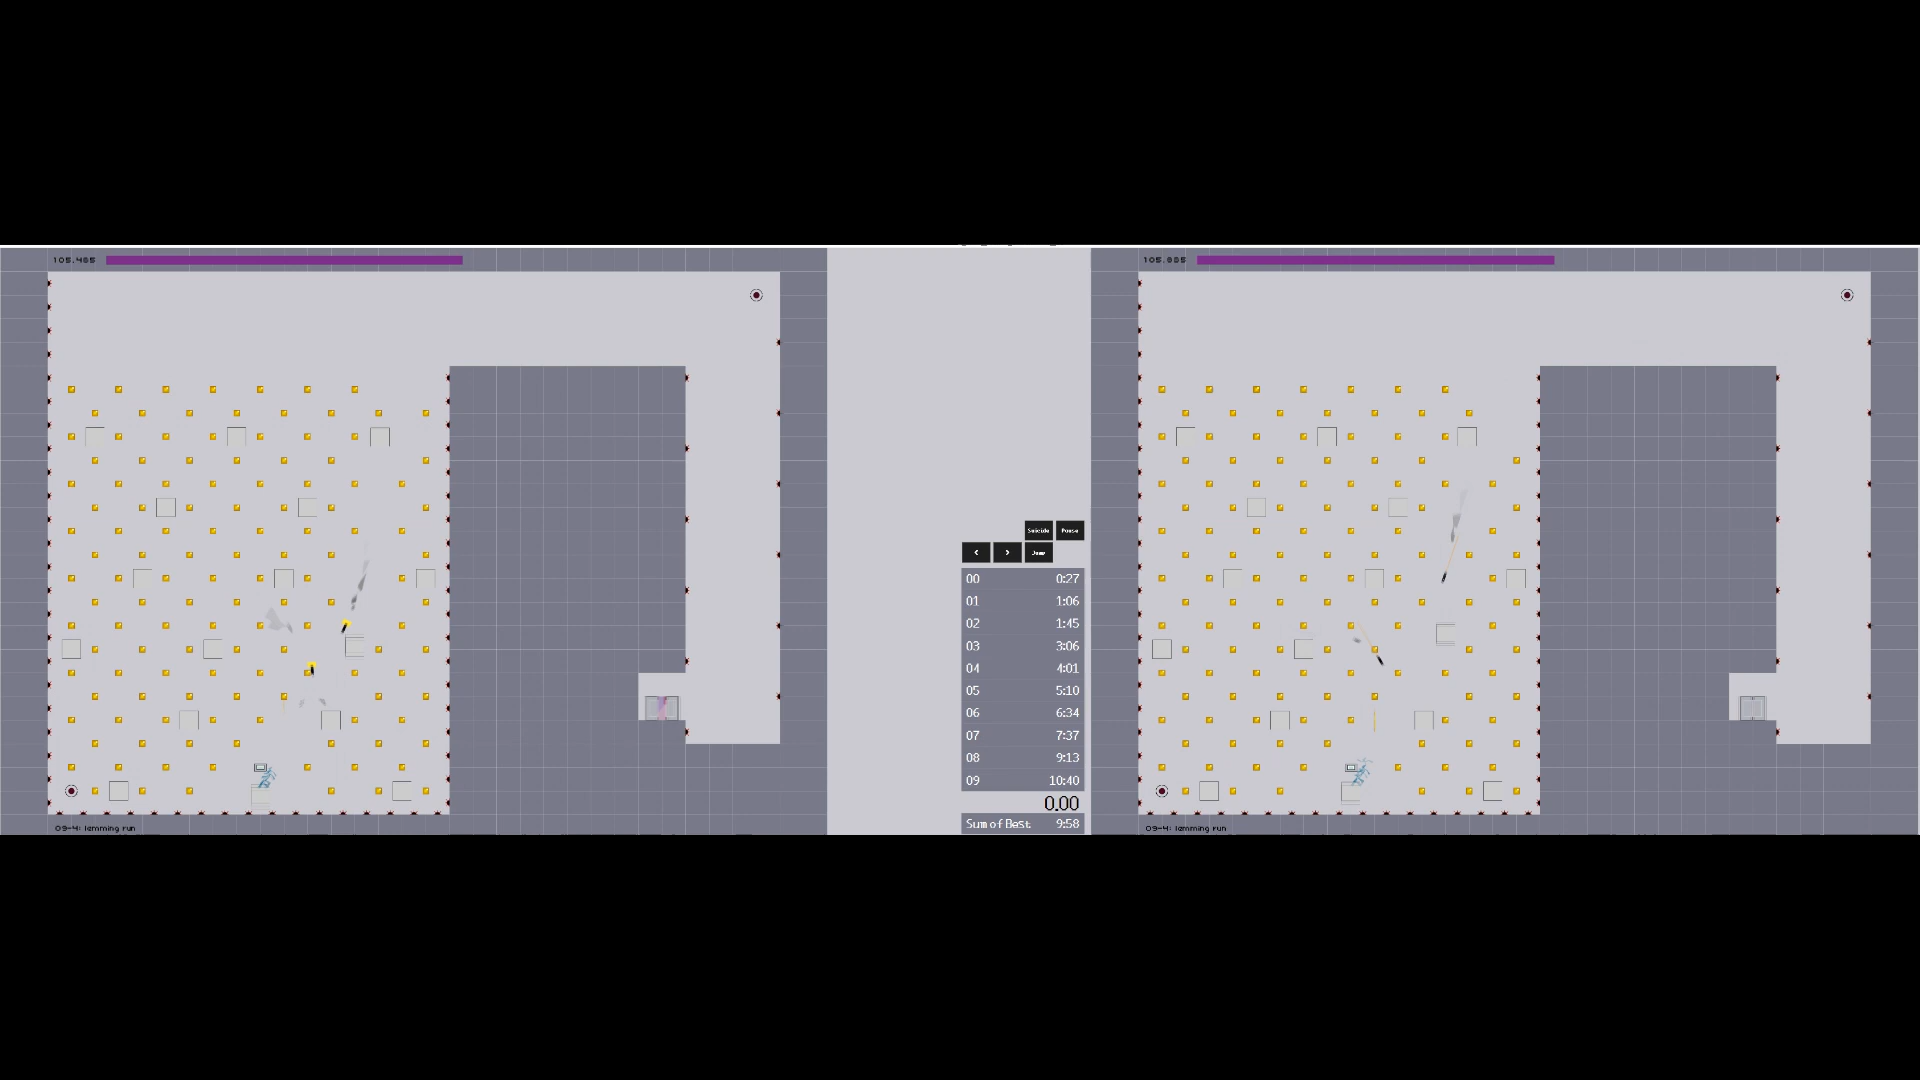 105.485
105.885
Suicide Pause
< > Jump
00 0:27
01 1:06
02 1:45
03 3:06
04 4:01
05 5:10
06 6:34
07 7:37
08 9:13
09 10:40
0.00
Sum of Best 9:58
09-4: lemming run
09-4: lemming run